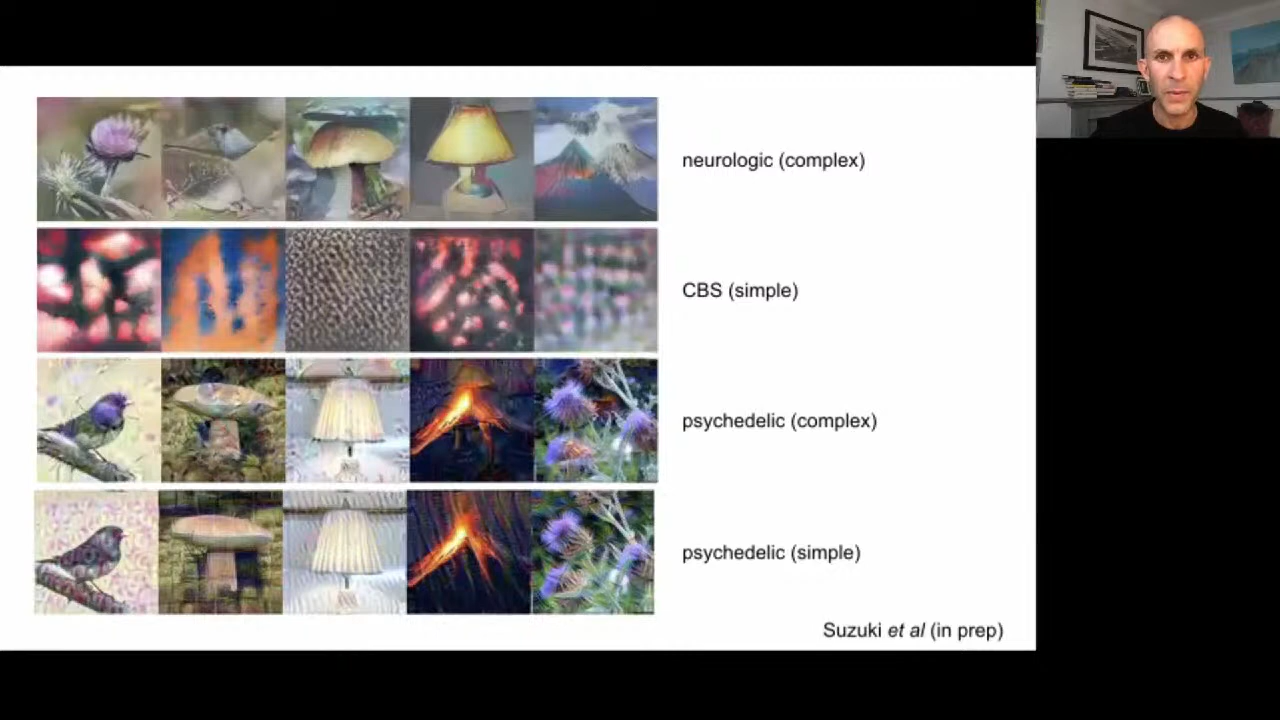 neurologic (complex)
CBS (simple)
psychedelic (complex)
psychedelic (simple)
Suzuki et al (in prep)